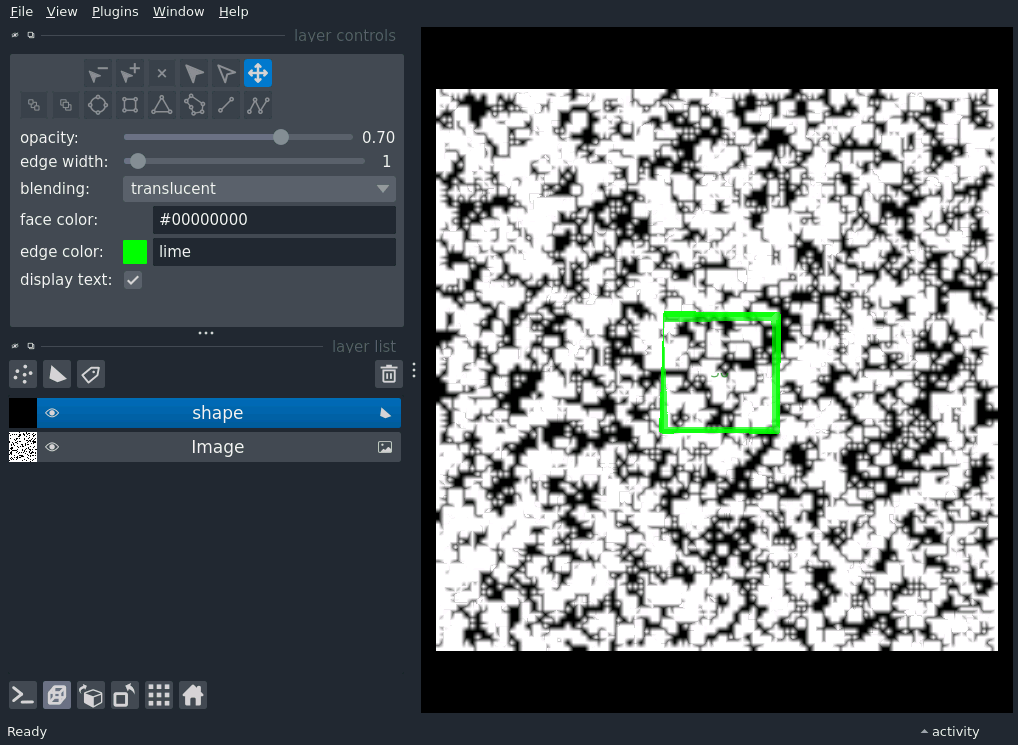 File View Plugins Window Help
layer controls
opacity: 0.70
edge width: 1
blending: translucent
face color: #00000000
edge color: lime
display text:
layer list
shape
Image
Ready
activity